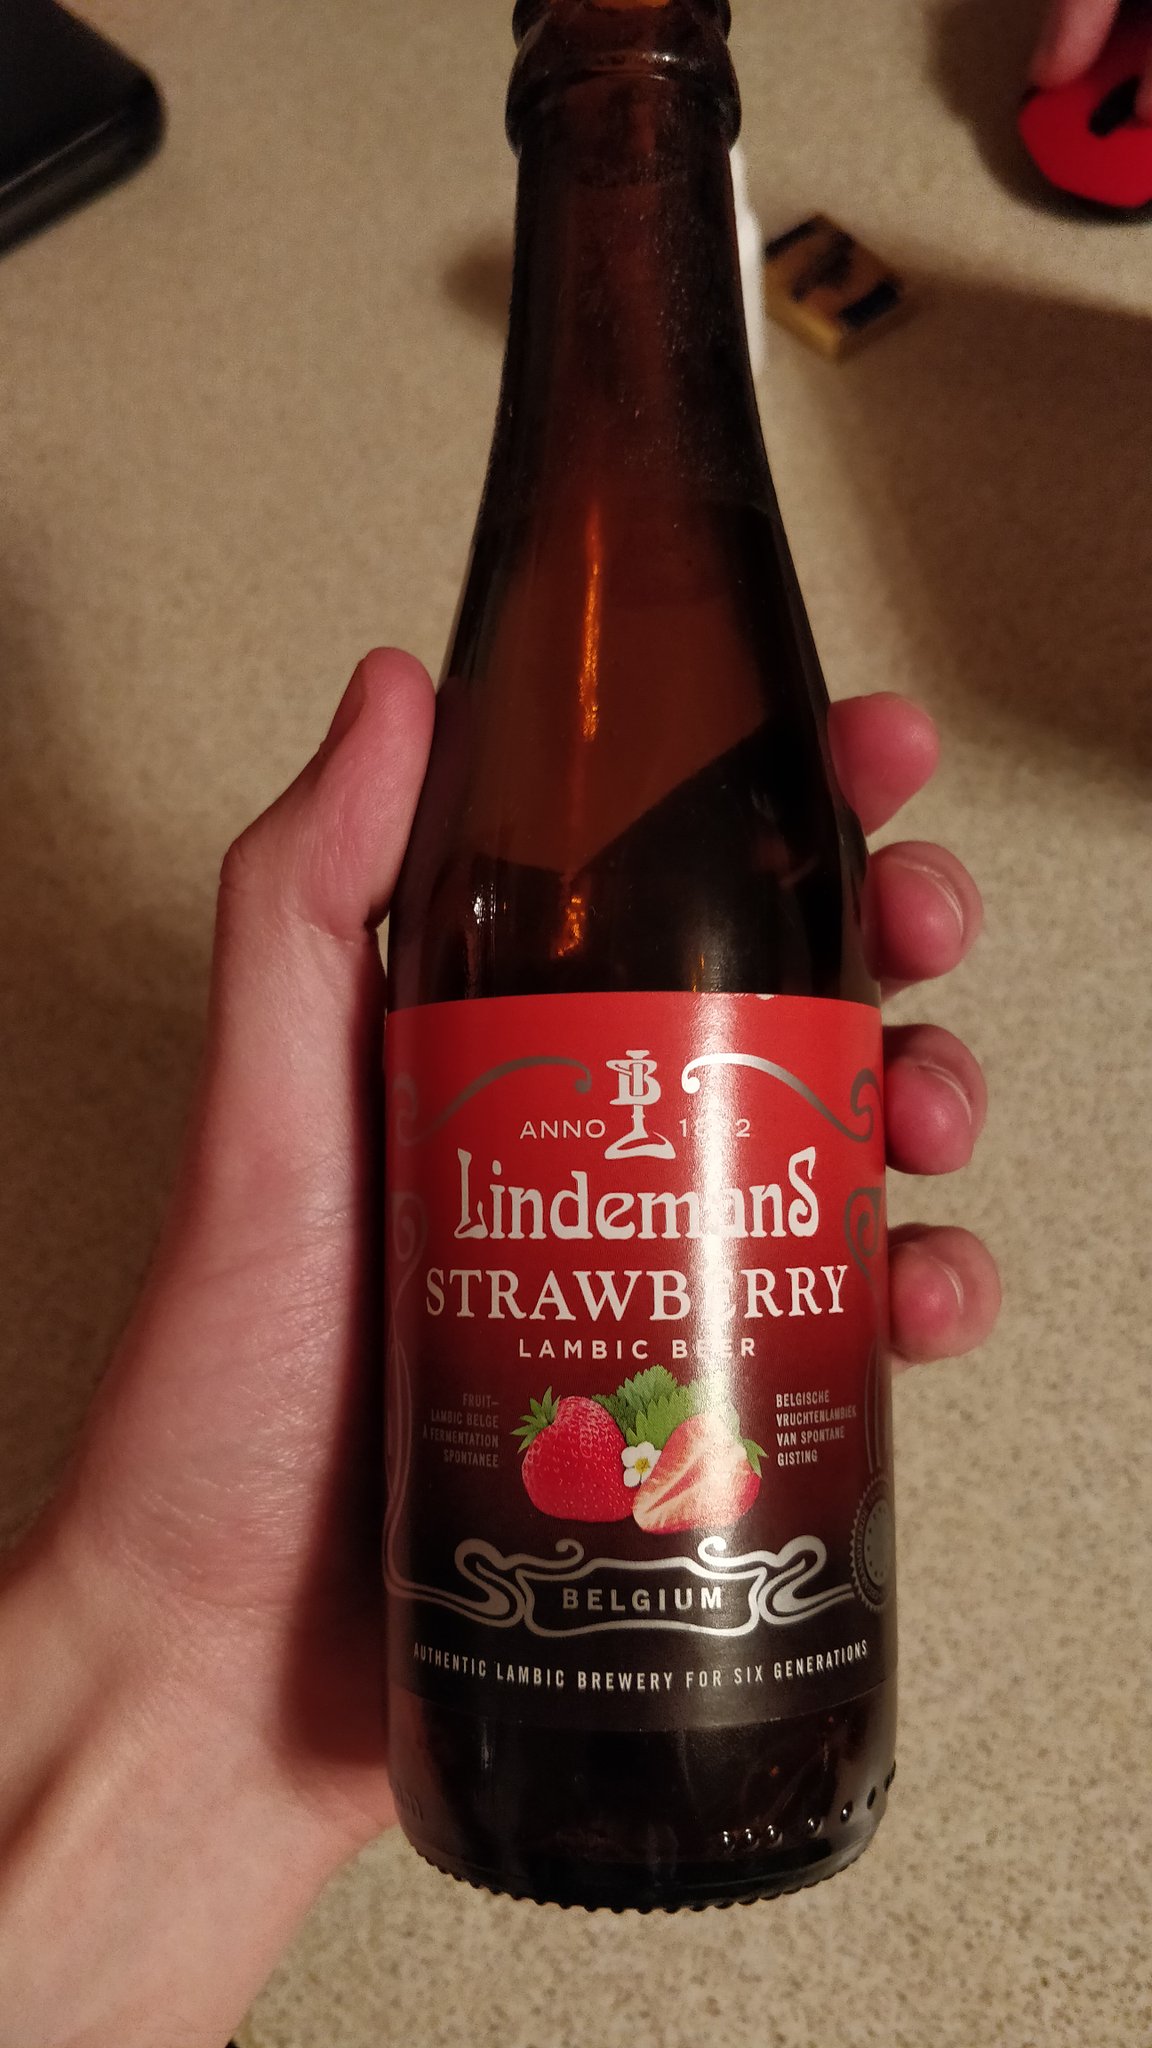 ANNO
Lindemans
STRAWBERRY
LAMBIC BEER
FRUIT–
LAMBIC BELGE
À FERMENTATION
SPONTANEE
BELGISCHE
VRUCHTENLAMBIEK
VAN SPONTANE
GISTING
BELGIUM
AUTHENTIC LAMBIC BREWERY FOR SIX GENERATIONS